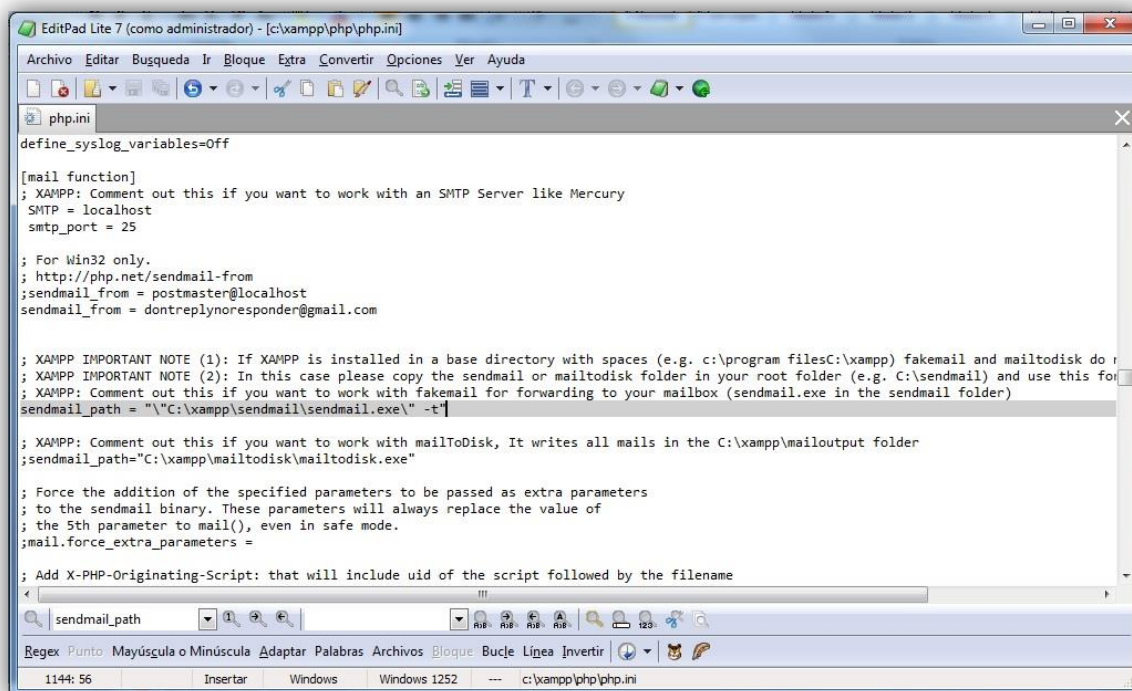 EditPad Lite 7 (como administrador) - [c:\xampp\php\php.ini]
Archivo Editar Busqueda Ir Bloque Extra Convertir Opciones Ver Ayuda
php.ini
define_syslog_variables=Off
[mail function]
; XAMPP: Comment out this if you want to work with an SMTP Server like Mercury
SMTP = localhost
smtp_port = 25
; For Win32 only.
; http://php.net/sendmail-from
;sendmail_from = postmaster@localhost
sendmail_from = dontreplynoresponder@gmail.com
; XAMPP IMPORTANT NOTE (1): If XAMPP is installed in a base directory with spaces (e.g. c:\program filesC:\xampp) fakemail and mailtodisk do
; XAMPP IMPORTANT NOTE (2): In this case please copy the sendmail or mailtodisk folder in your root folder (e.g. C:\sendmail) and use this for
; XAMPP: Comment out this if you want to work with fakemail for forwarding to your mailbox (sendmail.exe in the sendmail folder)
sendmail_path = "\"C:\xampp\sendmail\sendmail.exe\" -t"
; XAMPP: Comment out this if you want to work with mailToDisk, It writes all mails in the C:\xampp\mailoutput folder
;sendmail_path="C:\xampp\mailtodisk\mailtodisk.exe"
; Force the addition of the specified parameters to be passed as extra parameters
; to the sendmail binary. These parameters will always replace the value of
; the 5th parameter to mail(), even in safe mode.
;mail.force_extra_parameters =
; Add X-PHP-Originating-Script: that will include uid of the script followed by the filename
sendmail_path
Regex Punto Mayúscula o Minúscula Adaptar Palabras Archivos Bloque Bucle Línea Invertir
1144: 56 Insertar Windows Windows 1252 --- c:\xampp\php\php.ini